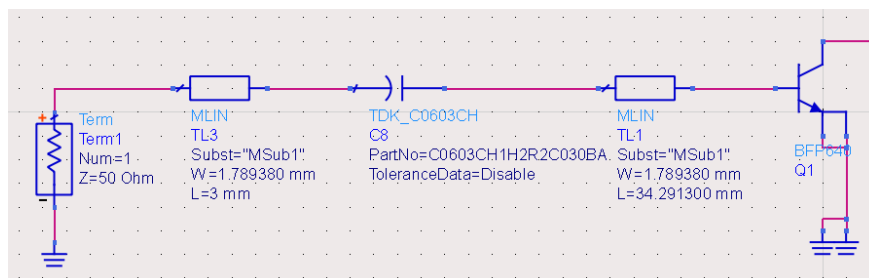 Term
Term1
Num=1
Z=50 Ohm
MLIN
TL3
Subst="MSub1"
W=1.789380 mm
L=3 mm
TDK_C0603CH
C8
PartNo=C0603CH1H2R2C030BA
ToleranceData=Disable
MLIN
TL1
Subst="MSub1"
W=1.789380 mm
L=34.291300 mm
BFP640
Q1